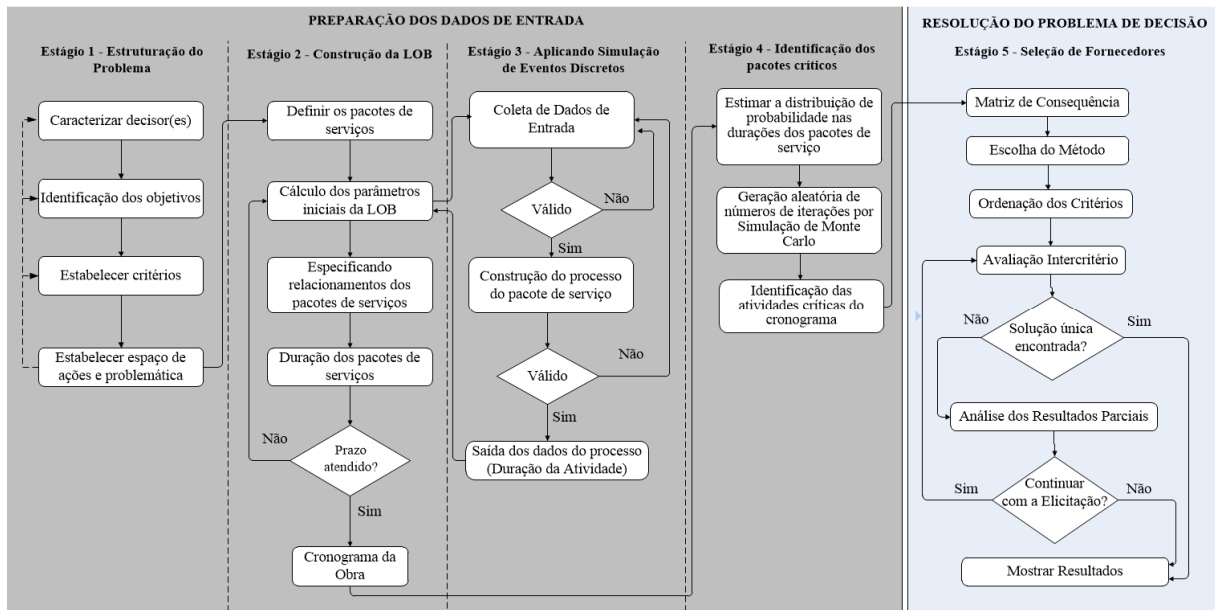 PREPARAÇÃO DOS DADOS DE ENTRADA
Estágio 1 - Estruturação do
Problema
Caracterizar decisor(es)
Identificação dos objetivos
Estabelecer critérios
Estabelecer espaço de
ações e problemática
Estágio 2 - Construção da LOB
Definir os pacotes de
serviços
Cálculo dos parâmetros
iniciais da LOB
Especificando
relacionamentos dos
pacotes de serviços
Duração dos pacotes de
serviços
Não
Prazo
atendido?
Sim
Cronograma da
Obra
Estágio 3 - Aplicando Simulação
de Eventos Discretos
Coleta de Dados de
Entrada
Válido
Não
Sim
Construção do processo
do pacote de serviço
Válido
Não
Sim
Saída dos dados do processo
(Duração da Atividade)
Estágio 4 - Identificação dos
pacotes críticos
Estimar a distribuição de
probabilidade nas
durações dos pacotes de
serviço
Geração aleatória de
números de iterações por
Simulação de Monte
Carlo
Identificação das
atividades críticas do
cronograma
RESOLUÇÃO DO PROBLEMA DE DECISÃO
Estágio 5 - Seleção de Fornecedores
Matriz de Consequência
Escolha do Método
Ordenação dos Critérios
Avaliação Intercritério
Não
Solução única
encontrada?
Sim
Análise dos Resultados Parciais
Sim
Continuar
com a Elicitação?
Não
Mostrar Resultados